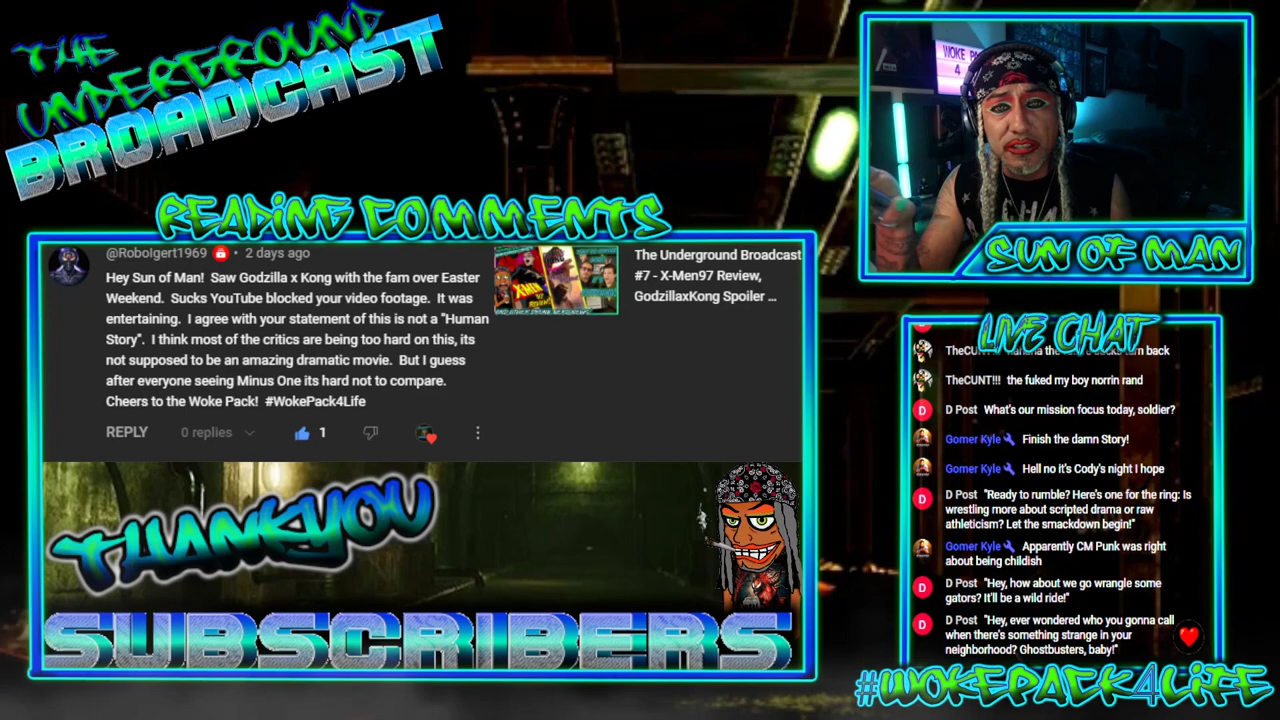 THE
UNDERGROUND
BROADCAST
WOKE
4
READING COMMENTS
@RoboIgert1969 • 2 days ago
Hey Sun of Man! Saw Godzilla x Kong with the fam over Easter
Weekend. Sucks YouTube blocked your video footage. It was
entertaining. I agree with your statement of this is not a "Human
Story". I think most of the critics are being too hard on this, its
not supposed to be an amazing dramatic movie. But I guess
after everyone seeing Minus One its hard not to compare.
Cheers to the Woke Pack! #WokePack4Life
REPLY 0 replies 1
The Underground Broadcast
#7 - X-Men97 Review,
GodzillaxKong Spoiler ...
X-MEN
THANKYOU
SUBSCRIBERS
SUN OF MAN
LIVE CHAT
the
back
TheCUNT!!! the fuked my boy norrin rand
D D Post What's our mission focus today, soldier?
Gomer Kyle Finish the damn Story!
Gomer Kyle Hell no it's Cody's night I hope
D D Post "Ready to rumble? Here's one for the ring: Is
wrestling more about scripted drama or raw
athleticism? Let the smackdown begin!"
Gomer Kyle Apparently CM Punk was right
about being childish
D D Post "Hey, how about we go wrangle some
gators? It'll be a wild ride!"
D D Post "Hey, ever wondered who you gonna call
when there's something strange in your
neighborhood? Ghostbusters, baby!"
#WOKEPACK4LIFE